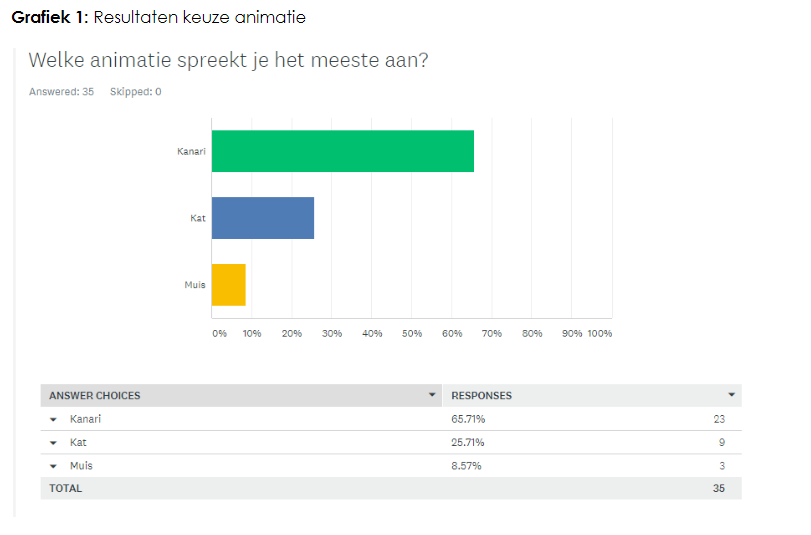 Grafiek 1: Resultaten keuze animatie
Welke animatie spreekt je het meeste aan?
Answered: 35 Skipped: 0
Kanari
Kat
Muis
0% 10% 20% 30% 40% 50% 60% 70% 80% 90% 100%
ANSWER CHOICES RESPONSES
Kanari 65.71% 23
Kat 25.71% 9
Muis 8.57% 3
TOTAL 35